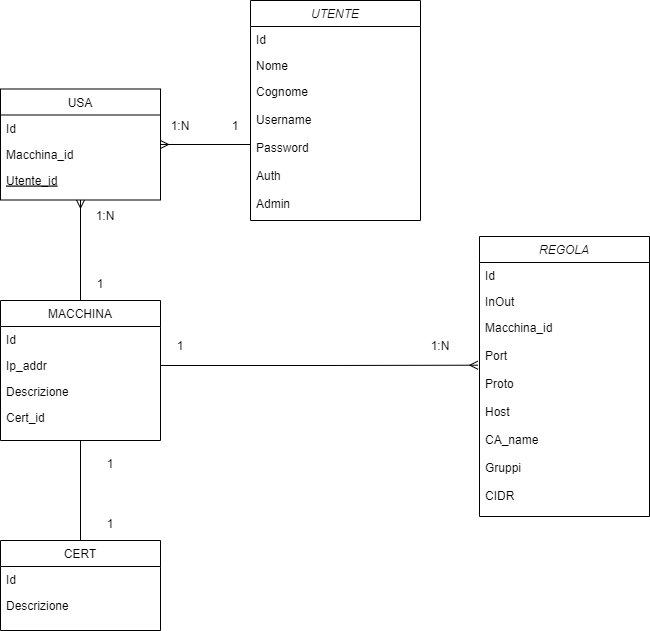 UTENTE
Id
Nome
Cognome
Username
Password
Auth
Admin
USA
Id
Macchina_id
Utente_id
1:N
1
1:N
1
MACCHINA
Id
Ip_addr
Descrizione
Cert_id
1
1:N
REGOLA
Id
InOut
Macchina_id
Port
Proto
Host
CA_name
Gruppi
CIDR
1
1
CERT
Id
Descrizione